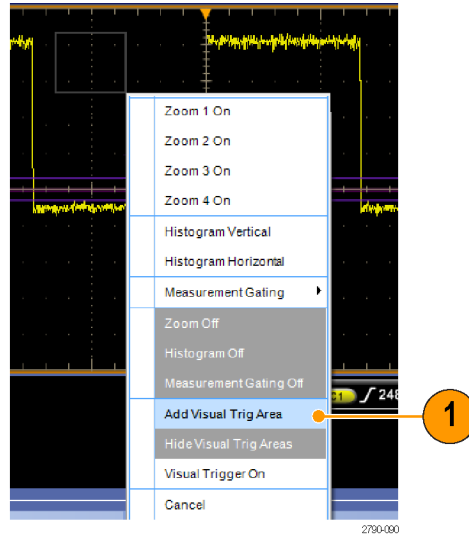 Zoom 1 On
Zoom 2 On
Zoom 3 On
Zoom 4 On
Histogram Vertical
Histogram Horizontal
Measurement Gating
Zoom Off
Histogram Off
Measurement Gating Off
248
Add Visual Trig Area
1
Hide Visual Trig Areas
Visual Trigger On
Cancel
2790-090